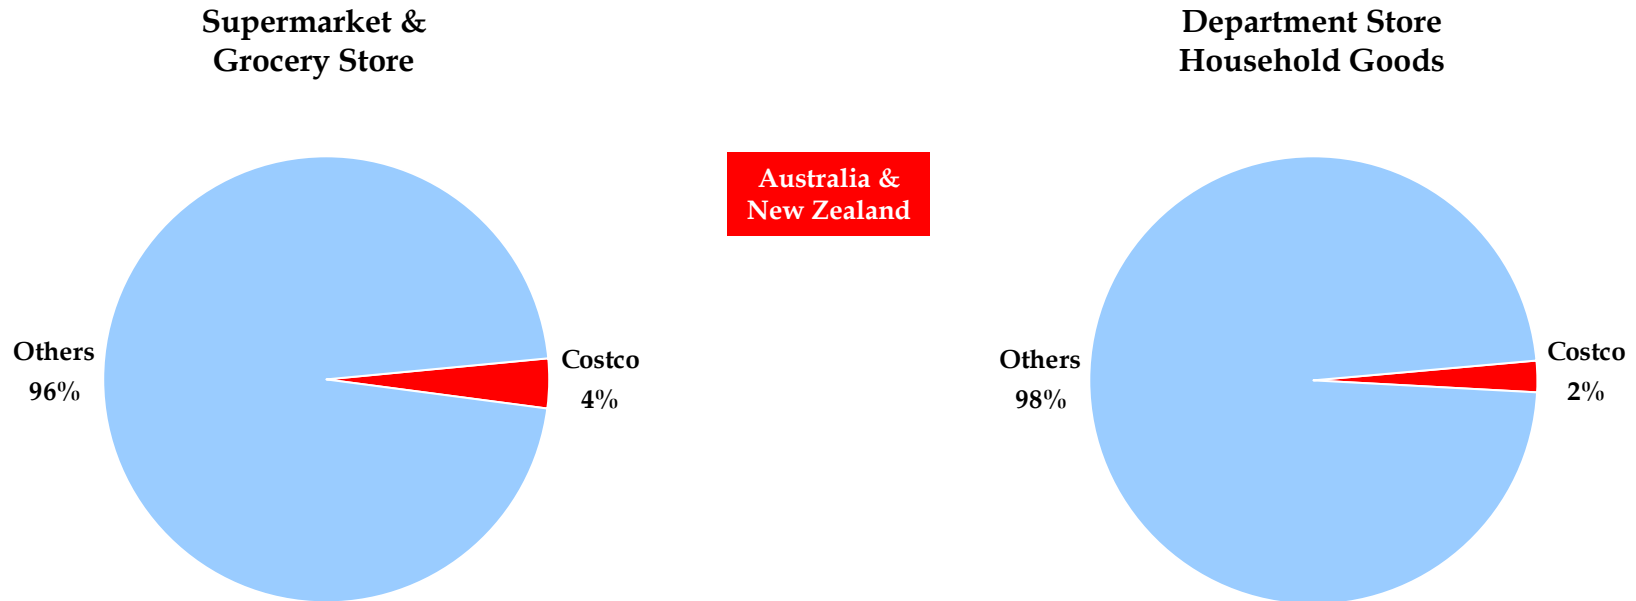 Supermarket &
Grocery Store
Department Store
Household Goods
Australia &
New Zealand
Others
96%
Costco
4%
Others
98%
Costco
2%